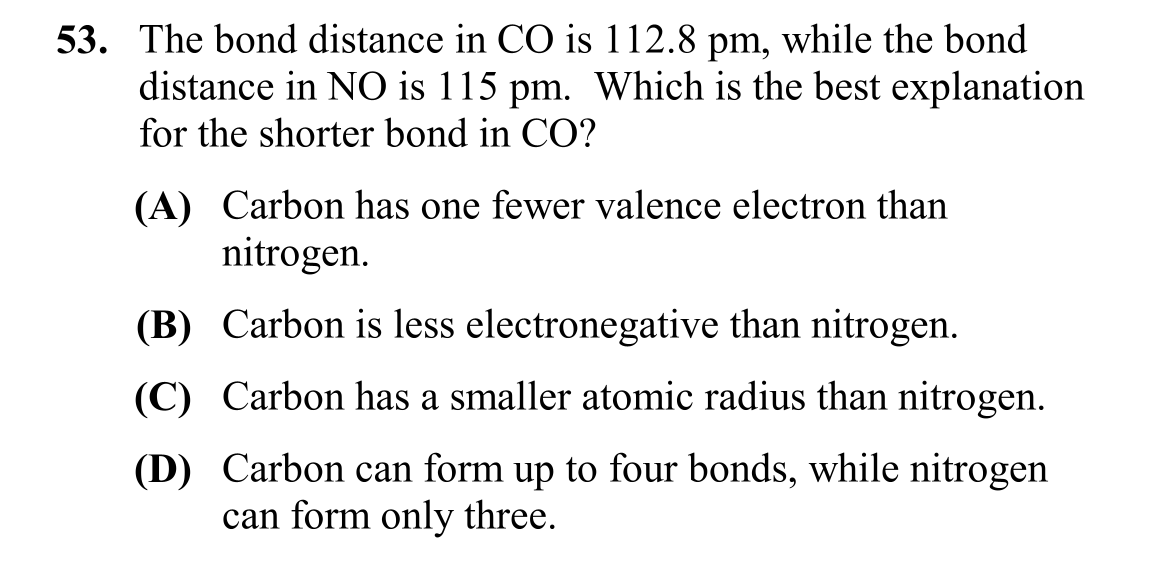 53. The bond distance in CO is 112.8 pm, while the bond
distance in NO is 115 pm. Which is the best explanation
for the shorter bond in CO?
(A) Carbon has one fewer valence electron than
nitrogen.
(B) Carbon is less electronegative than nitrogen.
(C) Carbon has a smaller atomic radius than nitrogen.
(D) Carbon can form up to four bonds, while nitrogen
can form only three.